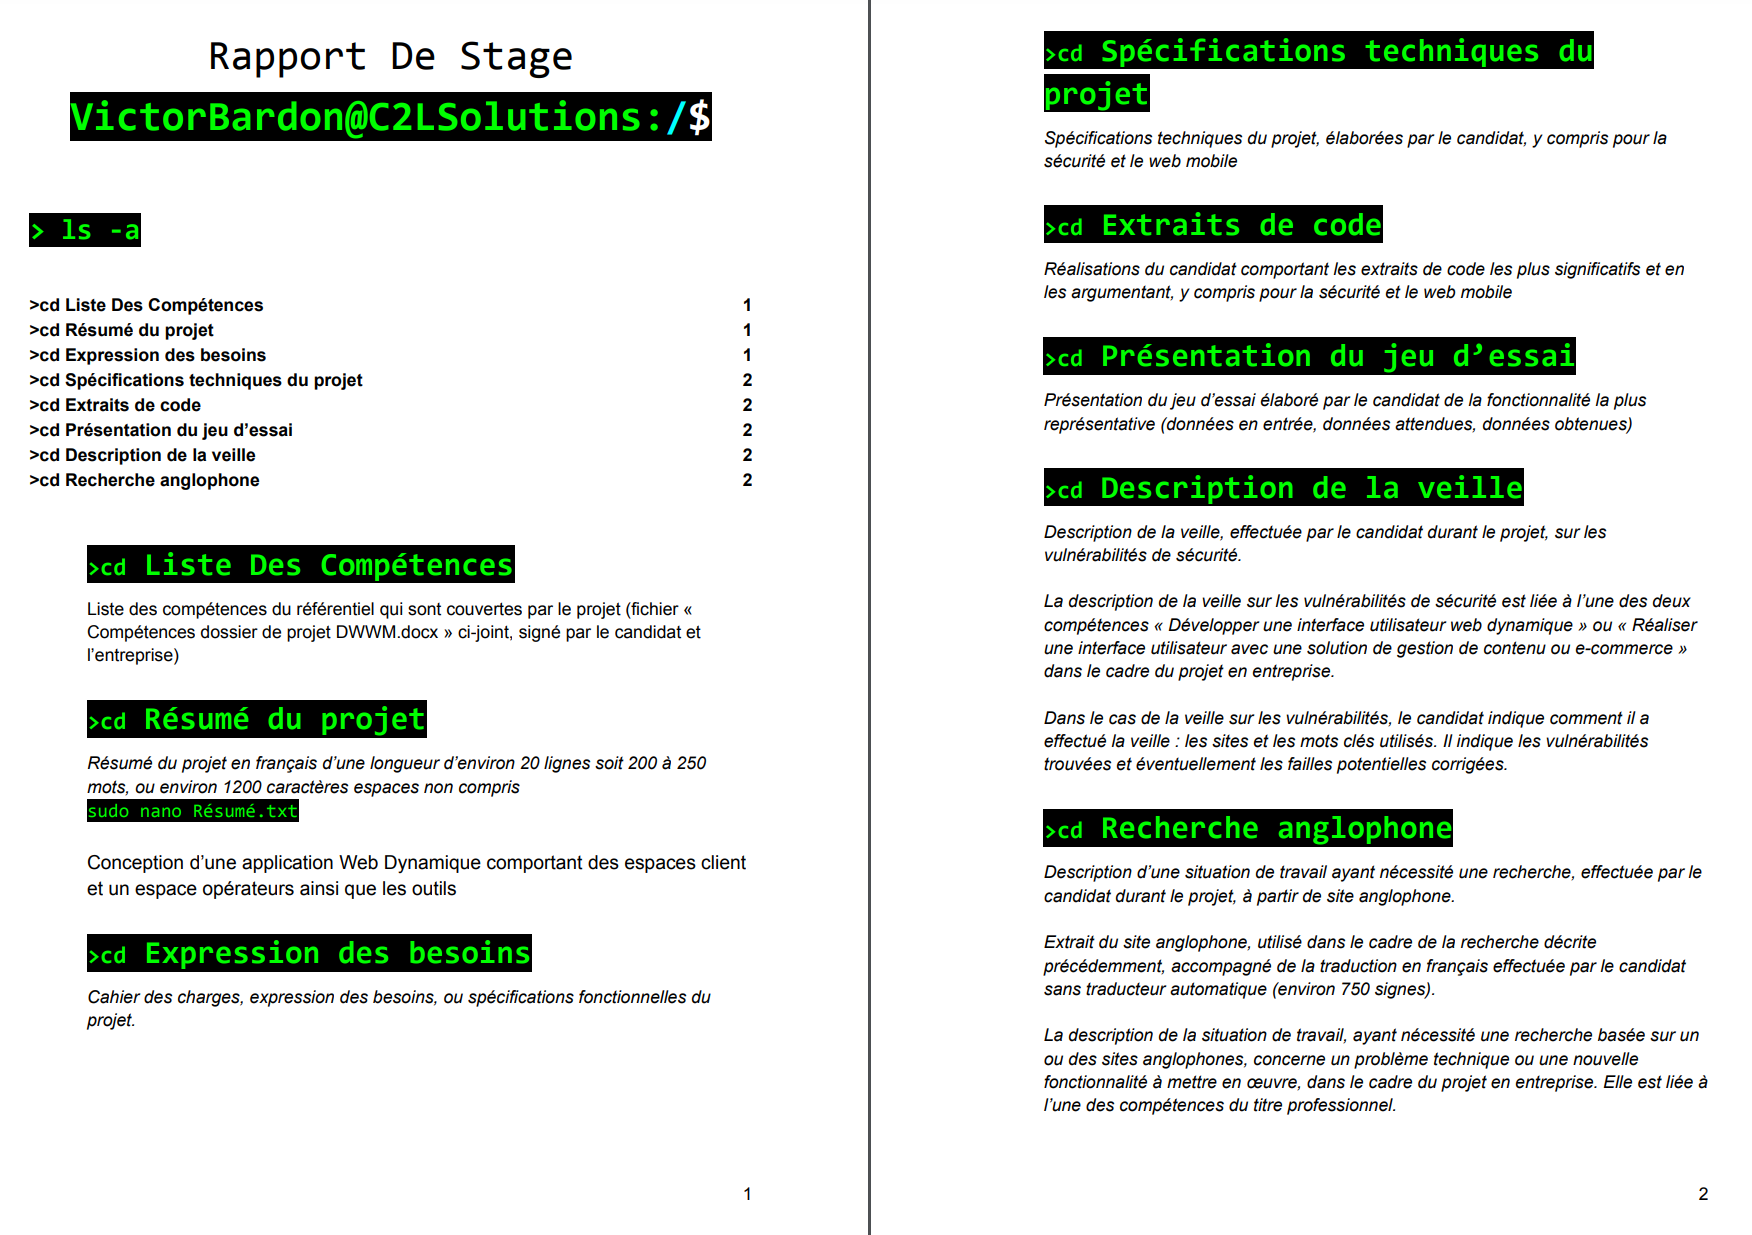 Rapport De Stage
VictorBardon@C2LSolutions:/$
> ls -a
>cd Liste Des Compétences 1
>cd Résumé du projet 1
>cd Expression des besoins 1
>cd Spécifications techniques du projet 2
>cd Extraits de code 2
>cd Présentation du jeu d’essai 2
>cd Description de la veille 2
>cd Recherche anglophone 2
>cd Liste Des Compétences
Liste des compétences du référentiel qui sont couvertes par le projet (fichier «
Compétences dossier de projet DWWM.docx » ci-joint, signé par le candidat et
l’entreprise)
>cd Résumé du projet
Résumé du projet en français d’une longueur d’environ 20 lignes soit 200 à 250
mots, ou environ 1200 caractères espaces non compris
sudo nano Résumé.txt
Conception d’une application Web Dynamique comportant des espaces client
et un espace opérateurs ainsi que les outils
>cd Expression des besoins
Cahier des charges, expression des besoins, ou spécifications fonctionnelles du
projet.
1
>cd Spécifications techniques du
projet
Spécifications techniques du projet, élaborées par le candidat, y compris pour la
sécurité et le web mobile
>cd Extraits de code
Réalisations du candidat comportant les extraits de code les plus significatifs et en
les argumentant, y compris pour la sécurité et le web mobile
>cd Présentation du jeu d’essai
Présentation du jeu d’essai élaboré par le candidat de la fonctionnalité la plus
représentative (données en entrée, données attendues, données obtenues)
>cd Description de la veille
Description de la veille, effectuée par le candidat durant le projet, sur les
vulnérabilités de sécurité.
La description de la veille sur les vulnérabilités de sécurité est liée à l’une des deux
compétences « Développer une interface utilisateur web dynamique » ou « Réaliser
une interface utilisateur avec une solution de gestion de contenu ou e-commerce »
dans le cadre du projet en entreprise.
Dans le cas de la veille sur les vulnérabilités, le candidat indique comment il a
effectué la veille : les sites et les mots clés utilisés. Il indique les vulnérabilités
trouvées et éventuellement les failles potentielles corrigées.
>cd Recherche anglophone
Description d’une situation de travail ayant nécessité une recherche, effectuée par le
candidat durant le projet, à partir de site anglophone.
Extrait du site anglophone, utilisé dans le cadre de la recherche décrite
précédemment, accompagné de la traduction en français effectuée par le candidat
sans traducteur automatique (environ 750 signes).
La description de la situation de travail, ayant nécessité une recherche basée sur un
ou des sites anglophones, concerne un problème technique ou une nouvelle
fonctionnalité à mettre en œuvre, dans le cadre du projet en entreprise. Elle est liée à
l’une des compétences du titre professionnel.
2